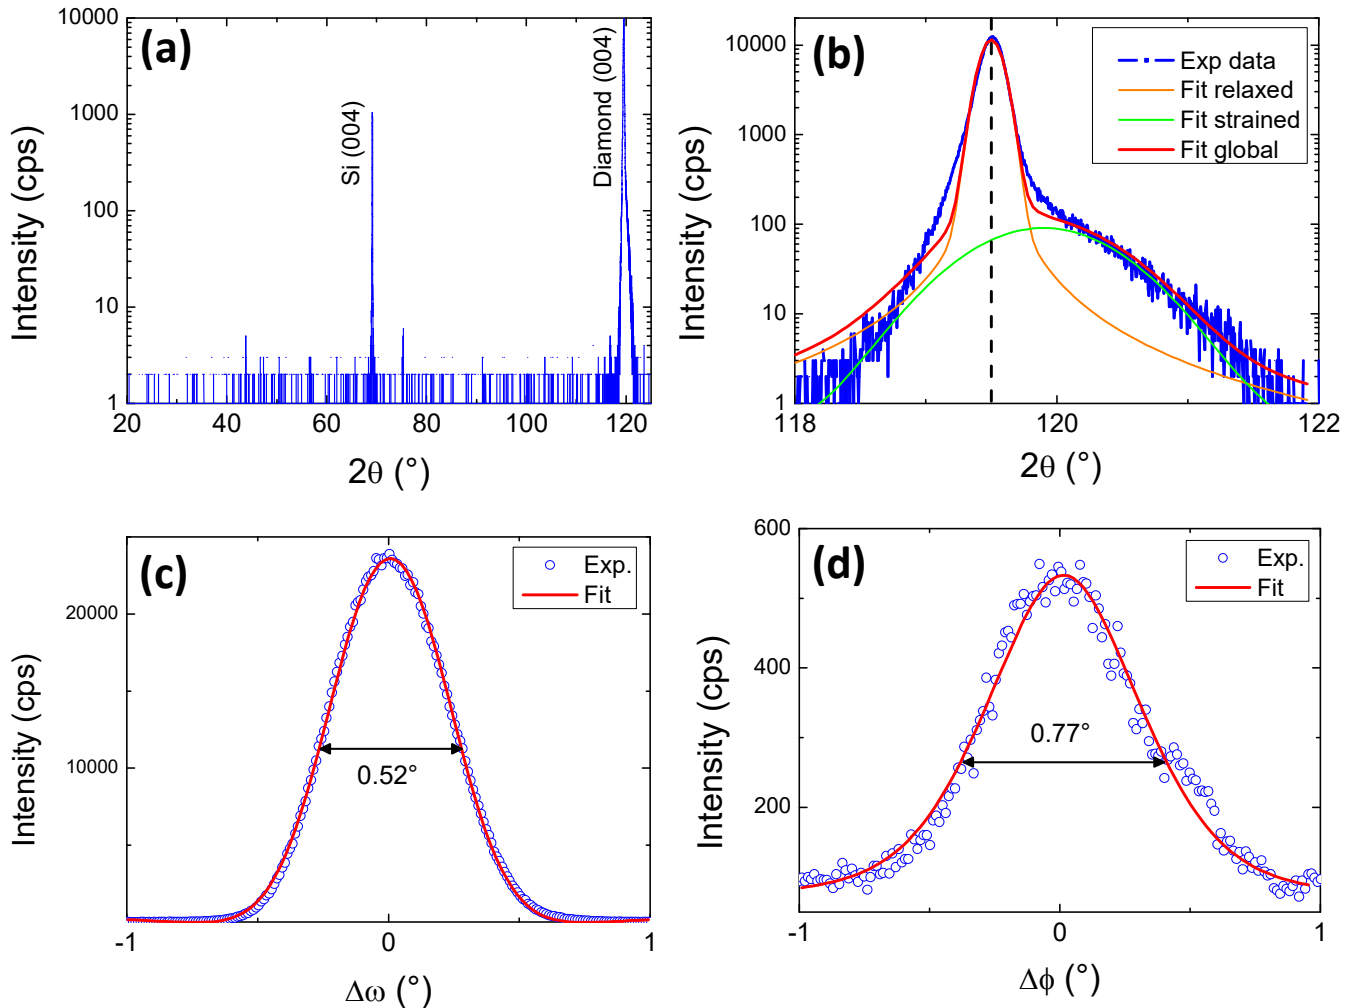 (a)
10000
1000
100
10
1
Intensity (cps)
Si (004)
Diamond (004)
20 40 60 80 100 120
2θ (°)
(b)
10000
1000
100
10
1
Intensity (cps)
Exp data
Fit relaxed
Fit strained
Fit global
118 120 122
2θ (°)
(c)
20000
10000
Intensity (cps)
Exp.
Fit
0.52°
-1 0 1
Δω (°)
(d)
600
400
200
Intensity (cps)
Exp.
Fit
0.77°
-1 0 1
Δϕ (°)